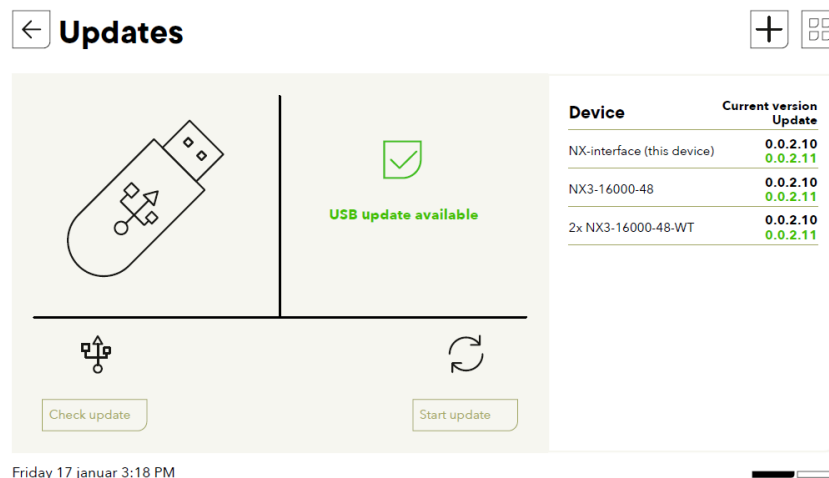 Updates
Device
Current version
Update
NX-interface (this device)
0.0.2.10
0.0.2.11
NX3-16000-48
0.0.2.10
0.0.2.11
2x NX3-16000-48-WT
0.0.2.10
0.0.2.11
USB update available
Check update
Start update
Friday 17 januar 3:18 PM